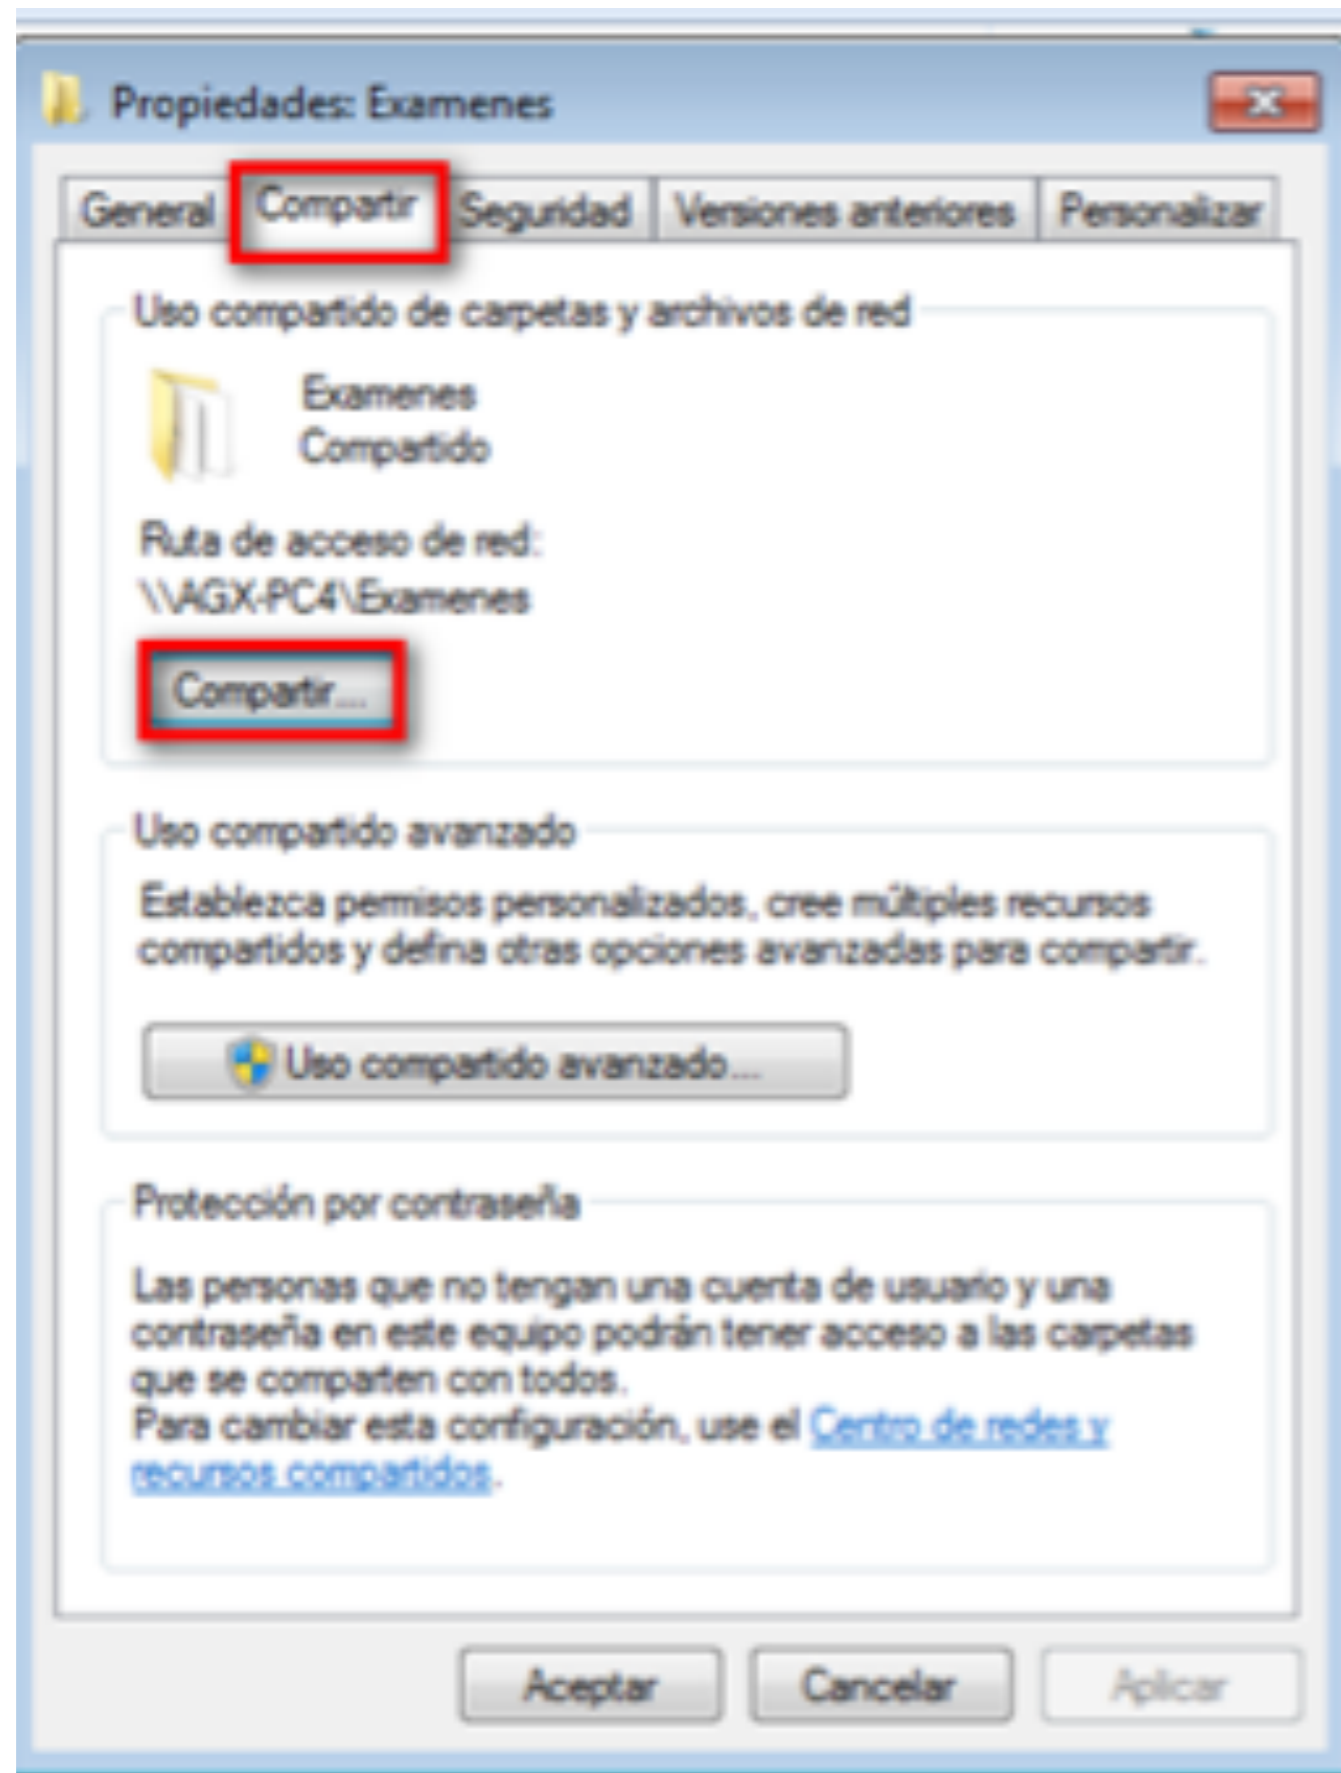 Propiedades: Examenes
General Compartir Seguridad Versiones anteriores Personalizar
Uso compartido de carpetas y archivos de red
Examenes
Compartido
Ruta de acceso de red:
\\AGX-PC4\Examenes
Compartir...
Uso compartido avanzado
Establezca permisos personalizados, cree múltiples recursos
compartidos y defina otras opciones avanzadas para compartir.
Uso compartido avanzado...
Protección por contraseña
Las personas que no tengan una cuenta de usuario y una
contraseña en este equipo podrán tener acceso a las carpetas
que se comparten con todos.
Para cambiar esta configuración, use el Centro de redes y
recursos compartidos.
Aceptar Cancelar Aplicar